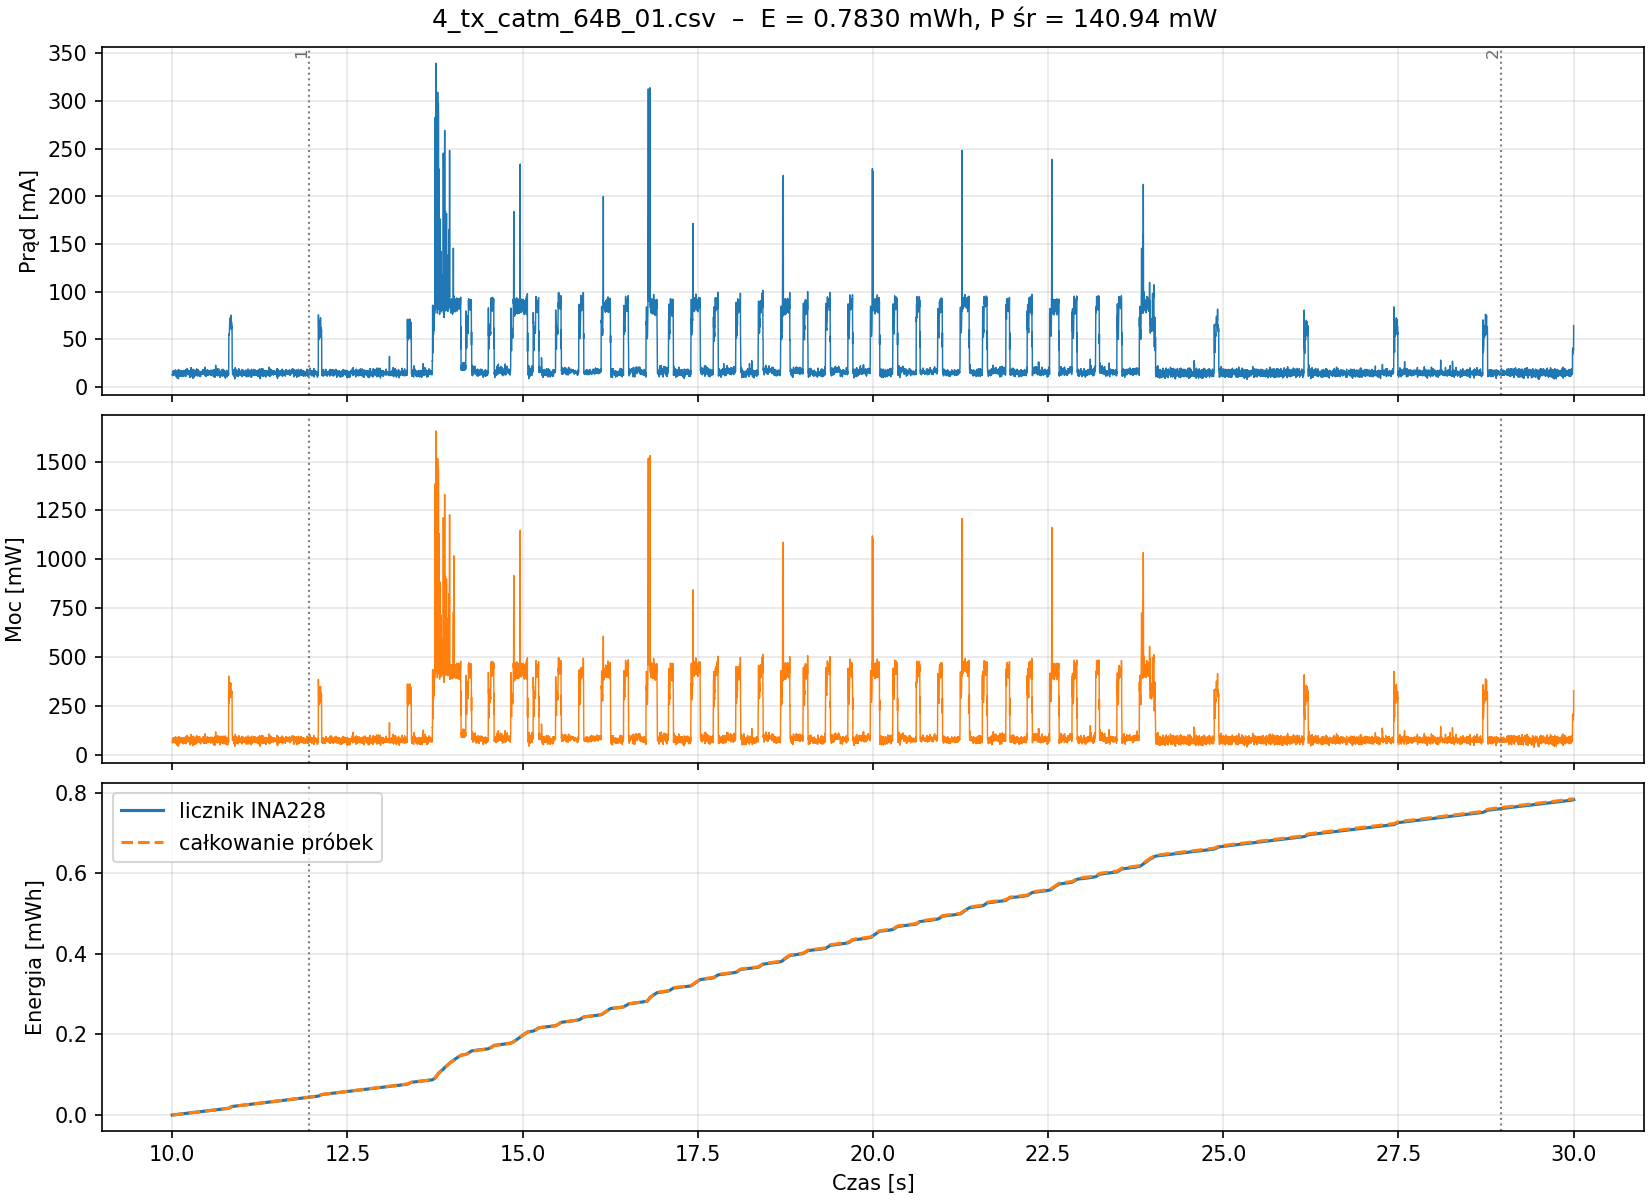 4_tx_catm_64B_01.csv – E = 0.7830 mWh, P śr = 140.94 mW
1
2
350
300
250
200
150
100
50
0
Prąd [mA]
1500
1250
1000
750
500
250
0
Moc [mW]
licznik INA228
całkowanie próbek
0.8
0.6
0.4
0.2
0.0
Energia [mWh]
10.0 12.5 15.0 17.5 20.0 22.5 25.0 27.5 30.0
Czas [s]